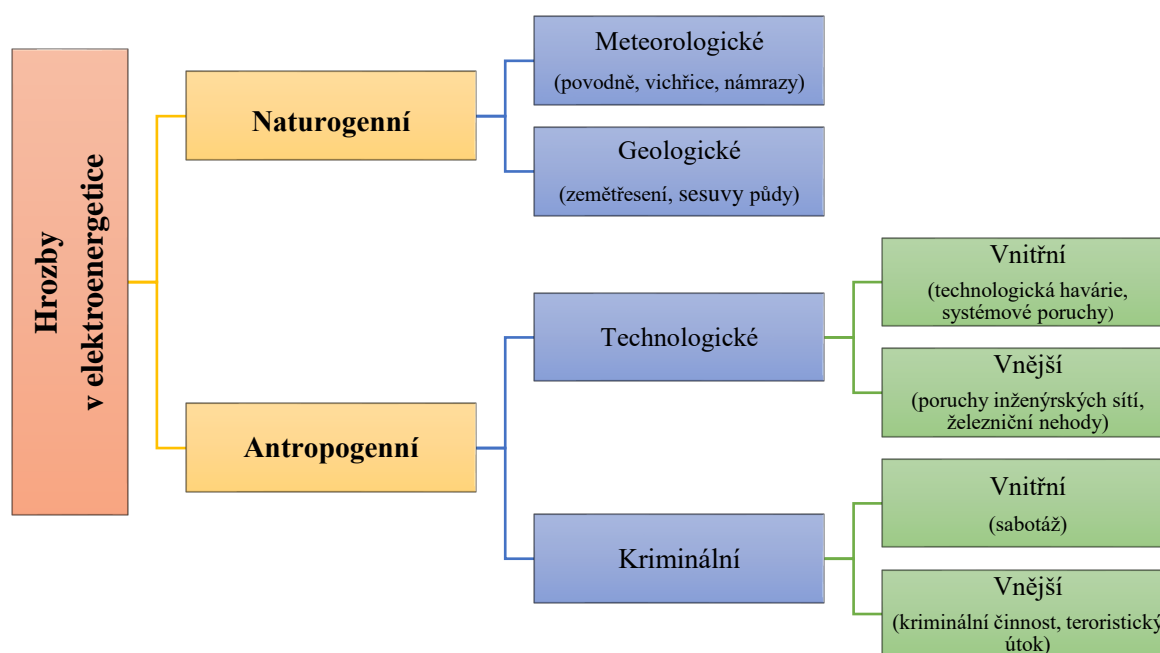 Hrozby
v elektroenergetice
Naturogenní
Meteorologické
(povodně, vichřice, námrazy)
Geologické
(zemětřesení, sesuvy půdy)
Antropogenní
Technologické
Vnitřní
(technologická havárie,
systémové poruchy)
Vnější
(poruchy inženýrských sítí,
železniční nehody)
Kriminální
Vnitřní
(sabotáž)
Vnější
(kriminální činnost, teroristický
útok)